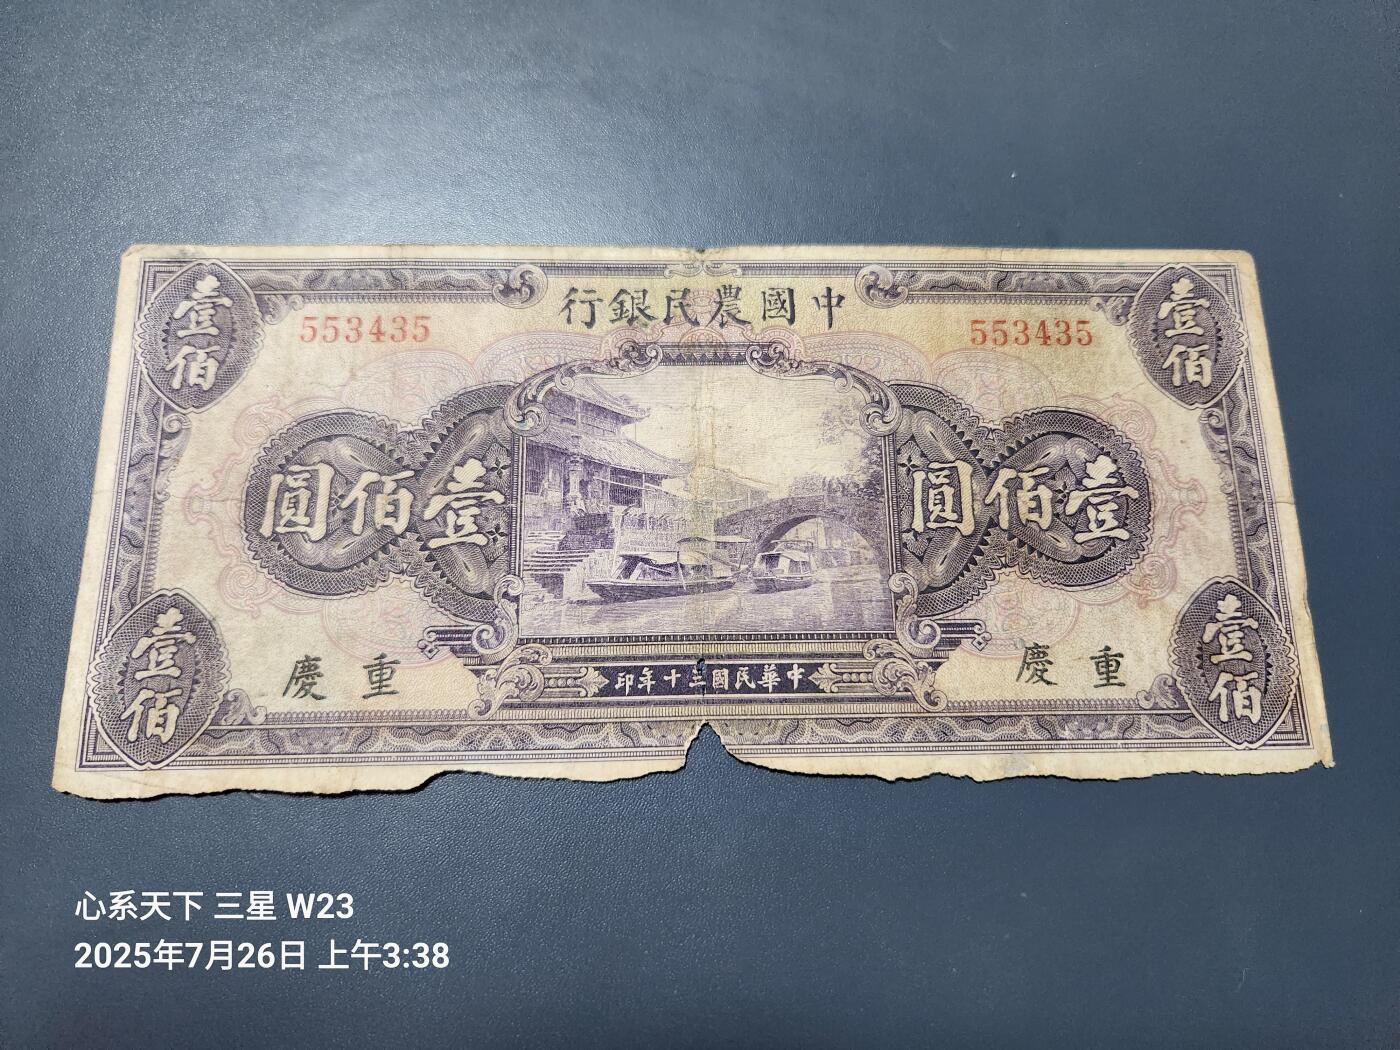 中國農民銀行
553435
553435
壹佰
壹佰
壹佰圓
壹佰圓
重慶
重慶
中華民國三十年印
壹佰
壹佰
心系天下 三星 W23
2025年7月26日 上午3:38